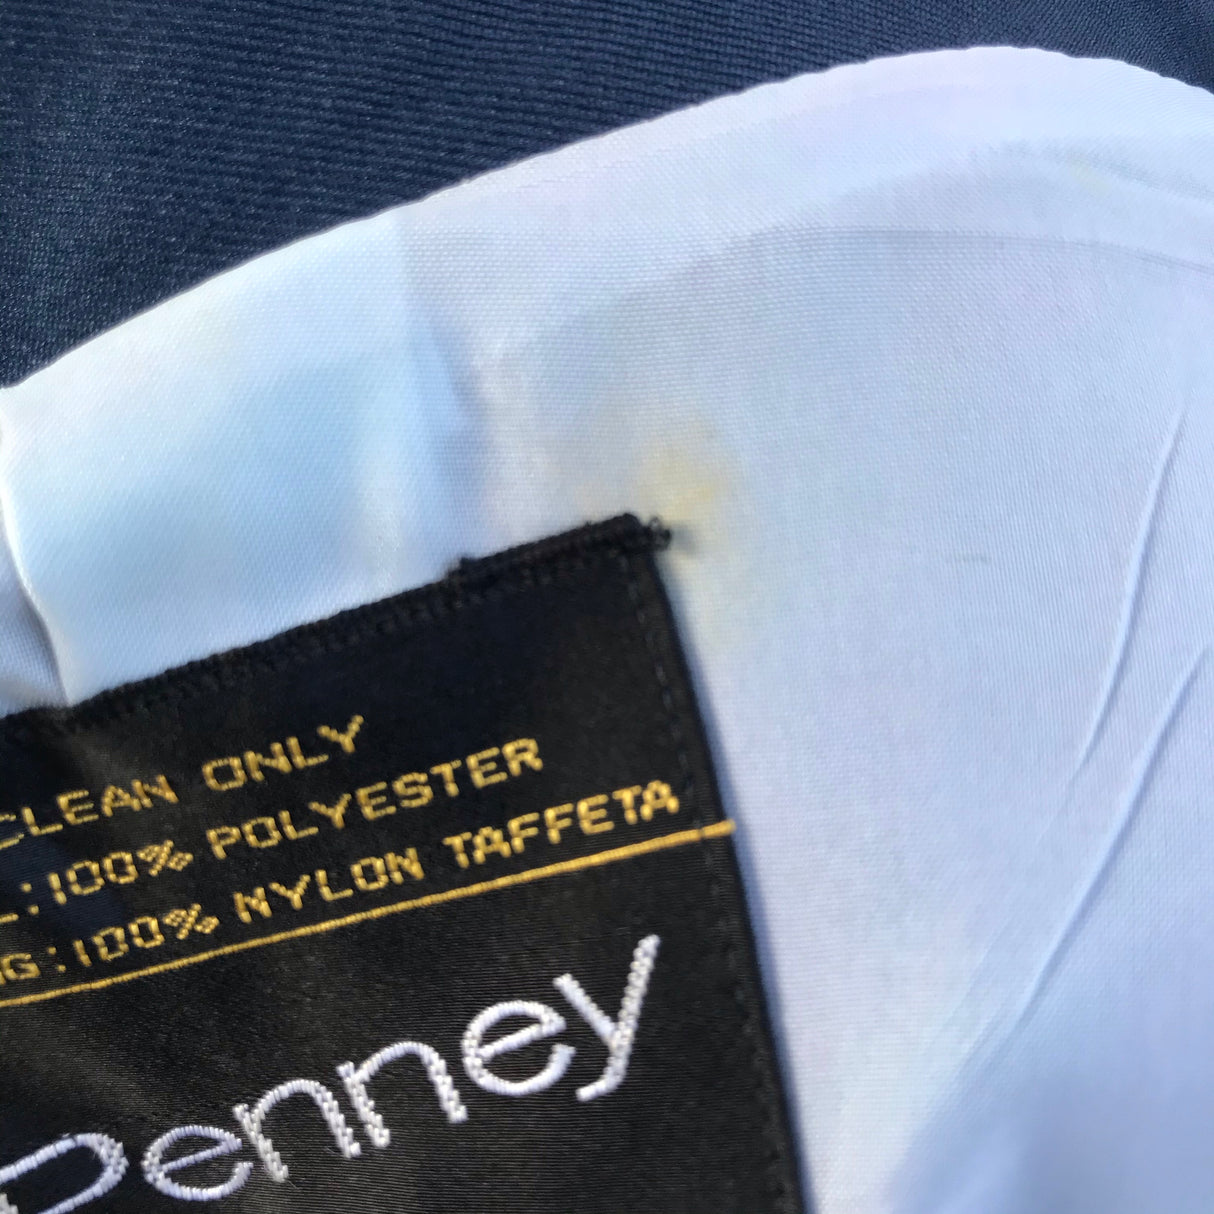 CLEAN ONLY
:100% POLYESTER
G:100% NYLON TAFFETA
Penney